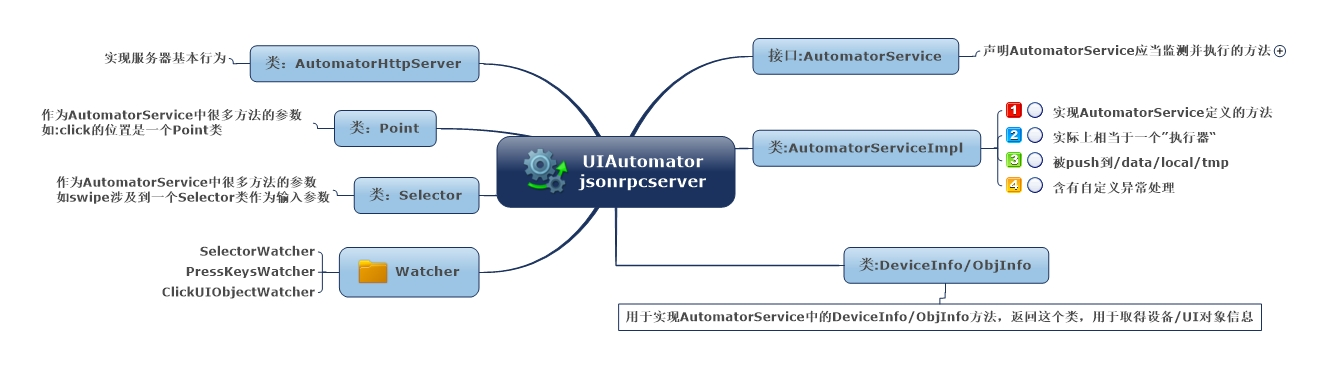 UIAutomator
jsonrpcserver
类：AutomatorHttpServer
实现服务器基本行为
类：Point
作为AutomatorService中很多方法的参数
如:click的位置是一个Point类
类：Selector
作为AutomatorService中很多方法的参数
如swipe涉及到一个Selector类作为输入参数
Watcher
SelectorWatcher
PressKeysWatcher
ClickUIObjectWatcher
接口:AutomatorService
声明AutomatorService应当监测并执行的方法
类:AutomatorServiceImpl
1 实现AutomatorService定义的方法
2 实际上相当于一个”执行器“
3 被push到/data/local/tmp
4 含有自定义异常处理
类:DeviceInfo/ObjInfo
用于实现AutomatorService中的DeviceInfo/ObjInfo方法，返回这个类，用于取得设备/UI对象信息